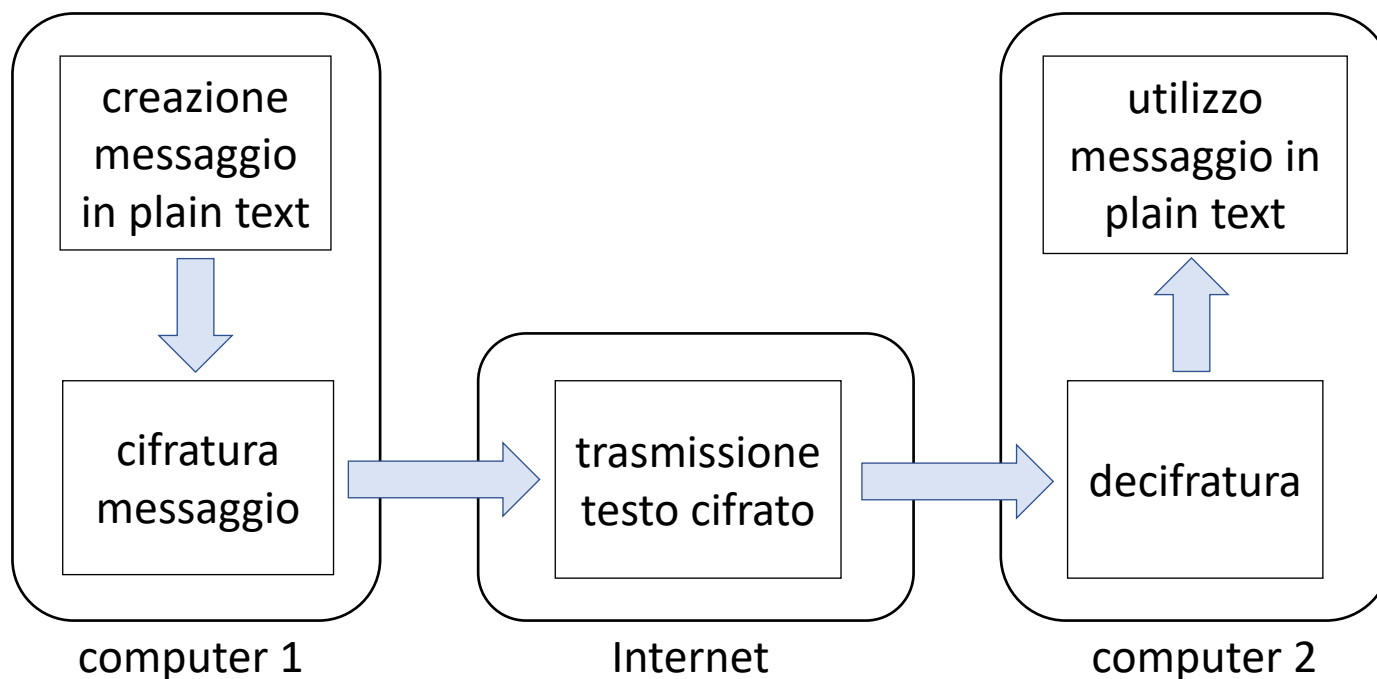 creazione
messaggio
in plain text
cifratura
messaggio
computer 1
trasmissione
testo cifrato
Internet
decifratura
utilizzo
messaggio in
plain text
computer 2